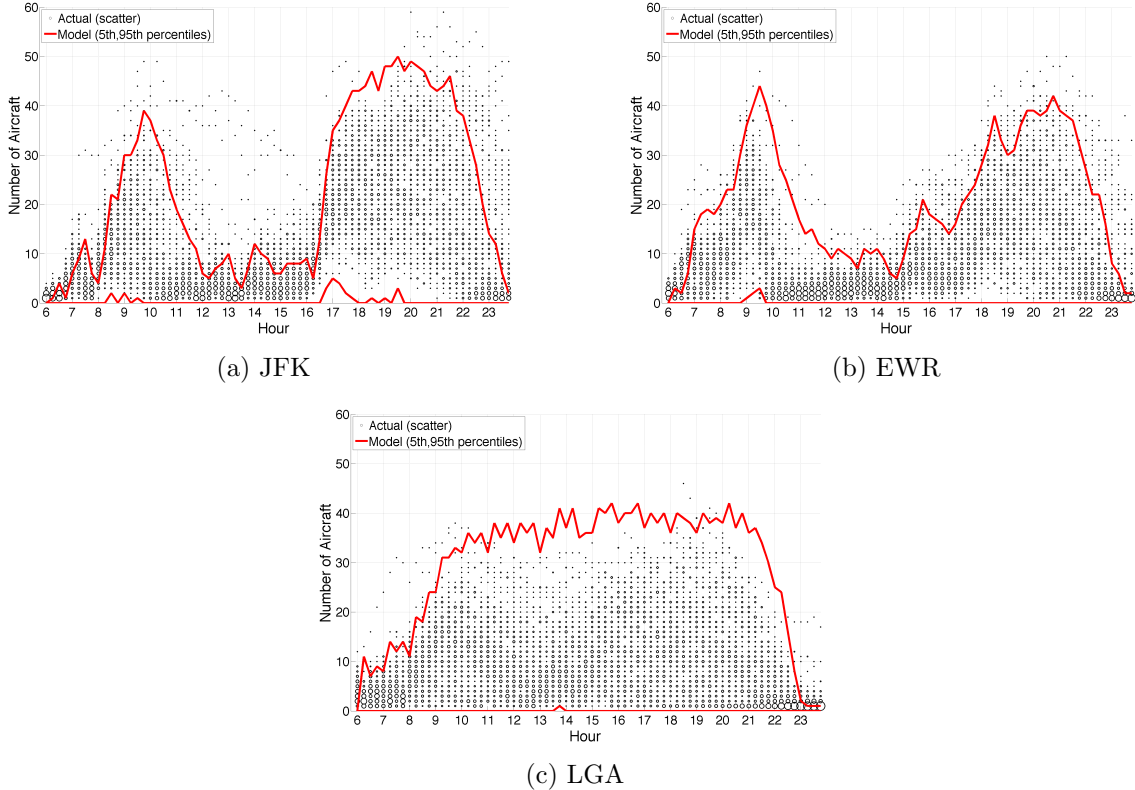 Actual (scatter)
Model (5th,95th percentiles)
Number of Aircraft
60
50
40
30
20
10
0
6 7 8 9 10 11 12 13 14 15 16 17 18 19 20 21 22 23
Hour
(a) JFK
Actual (scatter)
Model (5th,95th percentiles)
Number of Aircraft
60
50
40
30
20
10
0
6 7 8 9 10 11 12 13 14 15 16 17 18 19 20 21 22 23
Hour
(b) EWR
Actual (scatter)
Model (5th,95th percentiles)
Number of Aircraft
60
50
40
30
20
10
0
6 7 8 9 10 11 12 13 14 15 16 17 18 19 20 21 22 23
Hour
(c) LGA